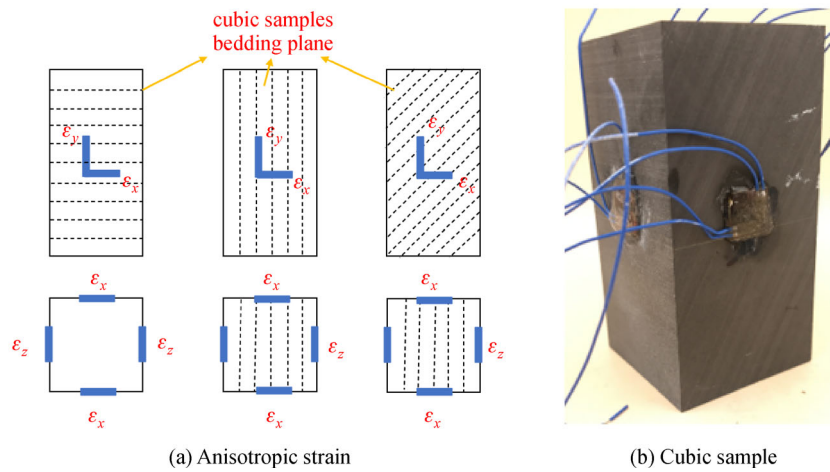 cubic samples
bedding plane
εy
εx
εy
εx
εy
εx
εx
εx
εx
εz
εz
εz
εz
εx
εx
εx
(a) Anisotropic strain
(b) Cubic sample